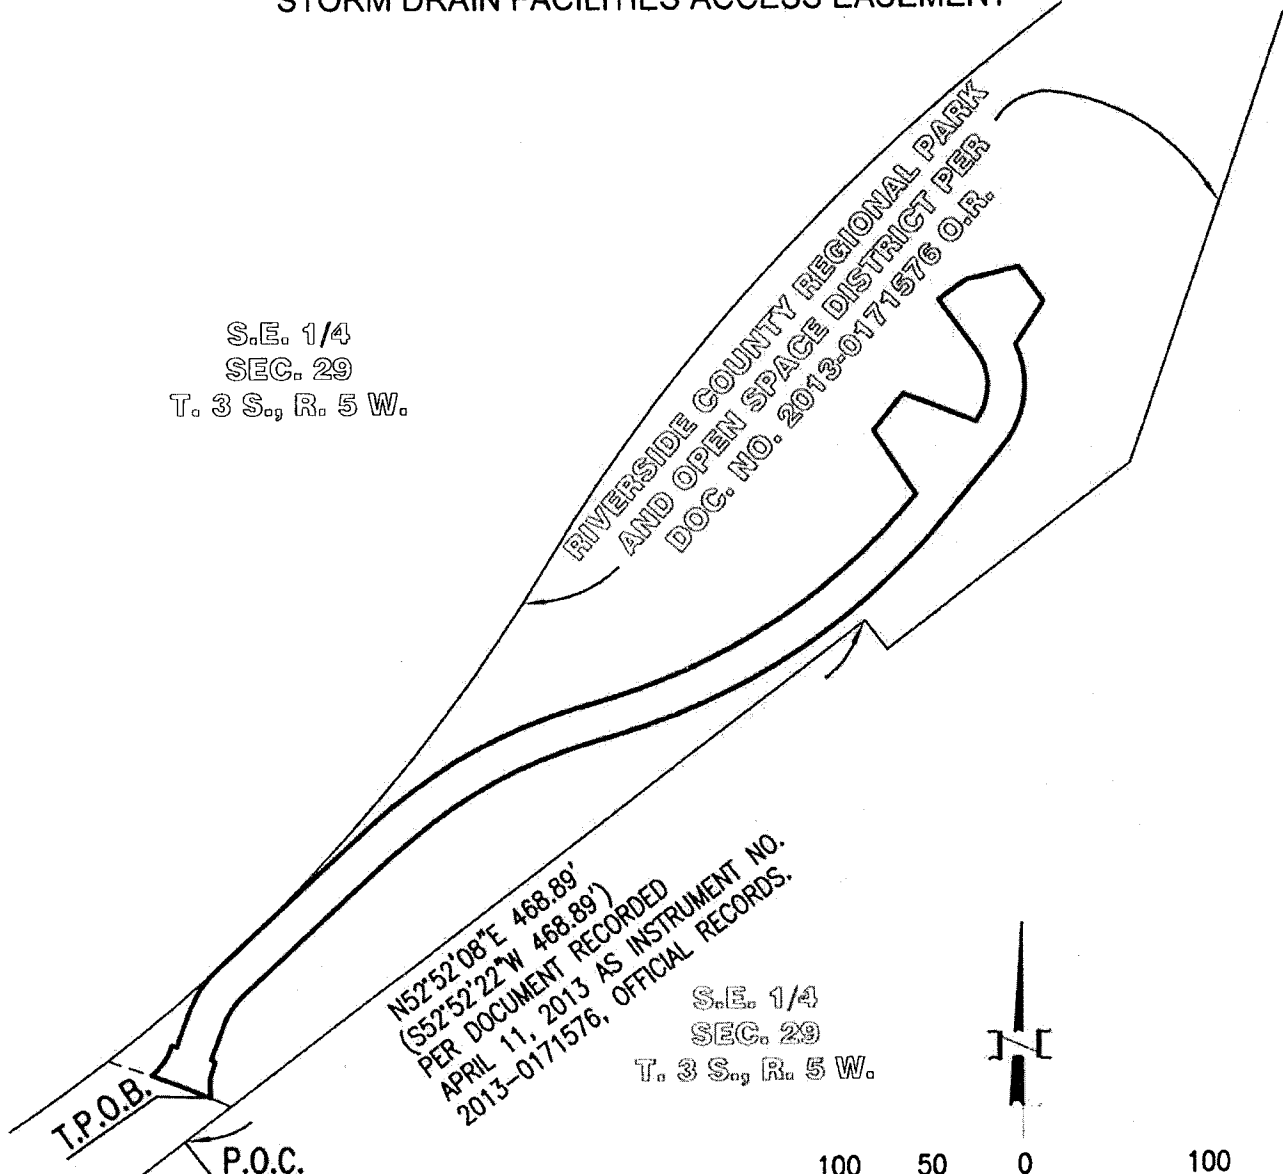 STORM DRAIN FACILITIES ACCESS EASEMENT
RIVERSIDE COUNTY REGIONAL PARK
AND OPEN SPACE DISTRICT PER
DOC. NO. 2013-0171576 O.R.
S.E. 1/4
SEC. 29
T. 3 S., R. 5 W.
N52°52'08"E 468.89'
(S52°52'22"W 468.89')
PER DOCUMENT RECORDED
APRIL 11, 2013 AS INSTRUMENT NO.
2013-0171576, OFFICIAL RECORDS.
S.E. 1/4
SEC. 29
T. 3 S., R. 5 W.
N
T.P.O.B.
P.O.C.
100 50 0 100